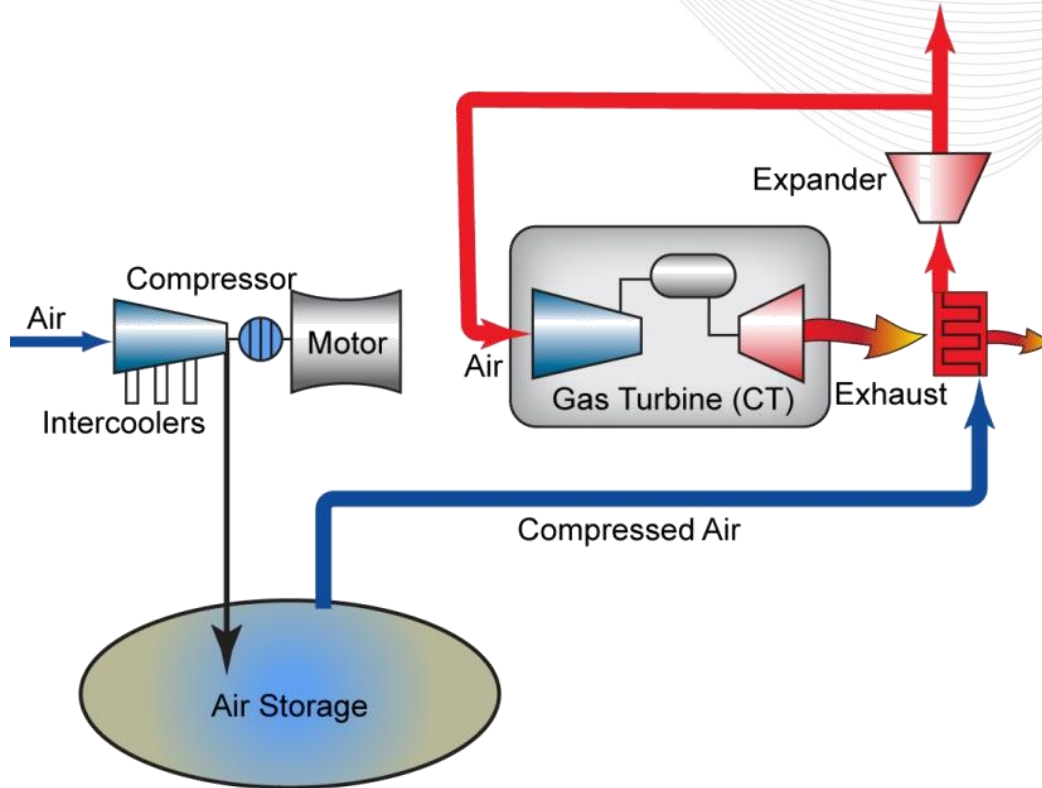 Expander
Compressor
Air
Motor
Intercoolers
Air
Gas Turbine (CT)
Exhaust
Compressed Air
Air Storage